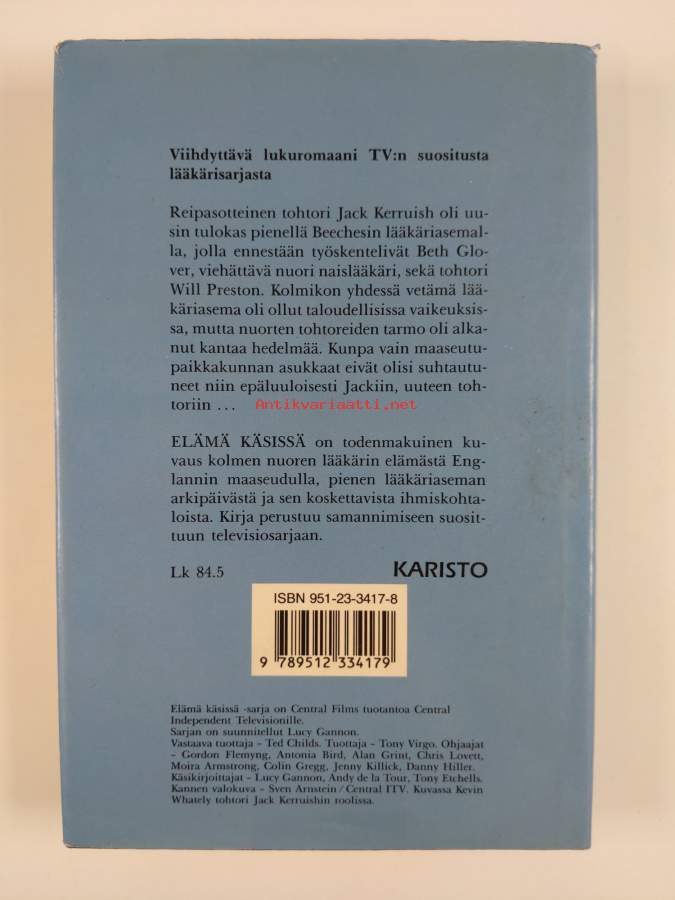 Viihdyttävä lukuromaani TV:n suositusta
lääkärisarjasta
Reipasotteinen tohtori Jack Kerruish oli uu-
sin tulokas pienellä Beechesin lääkäriasemal-
la, jolla ennestään työskentelivät Beth Glo-
ver, viehättävä nuori naislääkäri, sekä tohtori
Will Preston. Kolmikon yhdessä vetämä lää-
käriasema oli ollut taloudellisissa vaikeuksis-
sa, mutta nuorten tohtoreiden tarmo oli alka-
nut kantaa hedelmää. Kunpa vain maaseutu-
paikkakunnan asukkaat eivät olisi suhtautu-
neet niin epäluuloisesti Jackiin, uuteen toh-
toriin ...
Antikvariaatti.net
ELÄMÄ KÄSISSÄ on todenmakuinen ku-
vaus kolmen nuoren lääkärin elämästä Eng-
lannin maaseudulla, pienen lääkäriaseman
arkipäivästä ja sen koskettavista ihmiskohta-
loista. Kirja perustuu samannimiseen suosit-
tuun televisiosarjaan.
Lk 84.5 KARISTO
ISBN 951-23-3417-8
9 789512 334179
Elämä käsissä -sarja on Central Films tuotantoa Central
Independent Televisionille.
Sarjan on suunnitellut Lucy Gannon.
Vastaava tuottaja – Ted Childs. Tuottaja – Tony Virgo. Ohjaajat
– Gordon Flemyng, Antonia Bird, Alan Grint, Chris Lovett,
Moira Armstrong, Colin Gregg, Jenny Killick, Danny Hiller.
Käsikirjoittajat – Lucy Gannon, Andy de la Tour, Tony Etchells.
Kannen valokuva – Sven Arnstein/Central ITV. Kuvassa Kevin
Whately tohtori Jack Kerruishin roolissa.